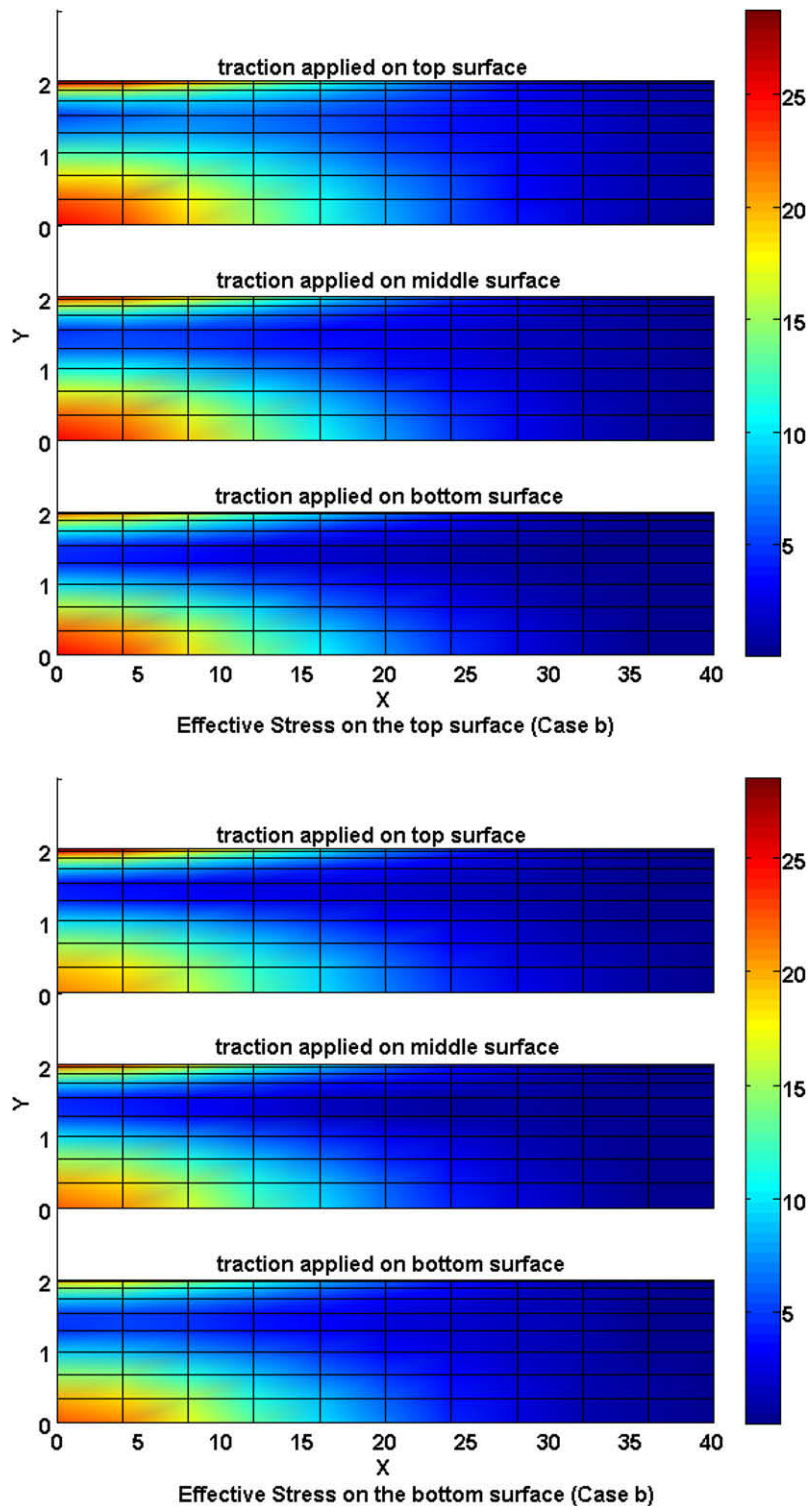 traction applied on top surface
2
1
0
traction applied on middle surface
2
1
0
Y
traction applied on bottom surface
2
1
0
0 5 10 15 20 25 30 35 40
X
Effective Stress on the top surface (Case b)
25
20
15
10
5
traction applied on top surface
2
1
0
traction applied on middle surface
2
1
0
Y
traction applied on bottom surface
2
1
0
0 5 10 15 20 25 30 35 40
X
Effective Stress on the bottom surface (Case b)
25
20
15
10
5